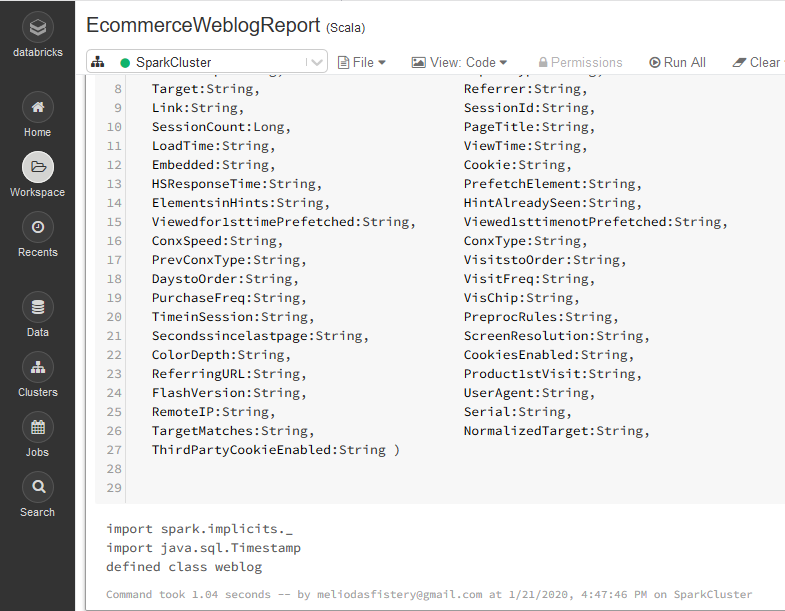 databricks
Home
Workspace
Recents
Data
Clusters
Jobs
Search
EcommerceWeblogReport (Scala)
SparkCluster File View: Code Permissions Run All Clear
8 Target:String, Referrer:String,
9 Link:String, SessionId:String,
10 SessionCount:Long, PageTitle:String,
11 LoadTime:String, ViewTime:String,
12 Embedded:String, Cookie:String,
13 HSResponseTime:String, PrefetchElement:String,
14 ElementsinHints:String, HintAlreadySeen:String,
15 Viewedfor1sttimePrefetched:String, Viewed1sttimenotPrefetched:String,
16 ConxSpeed:String, ConxType:String,
17 PrevConxType:String, VisitstoOrder:String,
18 DaystoOrder:String, VisitFreq:String,
19 PurchaseFreq:String, VisChip:String,
20 TimeinSession:String, PreprocRules:String,
21 Secondssincelastpage:String, ScreenResolution:String,
22 ColorDepth:String, CookiesEnabled:String,
23 ReferringURL:String, Product1stVisit:String,
24 FlashVersion:String, UserAgent:String,
25 RemoteIP:String, Serial:String,
26 TargetMatches:String, NormalizedTarget:String,
27 ThirdPartyCookieEnabled:String )
28
29
import spark.implicits._
import java.sql.Timestamp
defined class weblog
Command took 1.04 seconds -- by meliodasfistery@gmail.com at 1/21/2020, 4:47:46 PM on SparkCluster